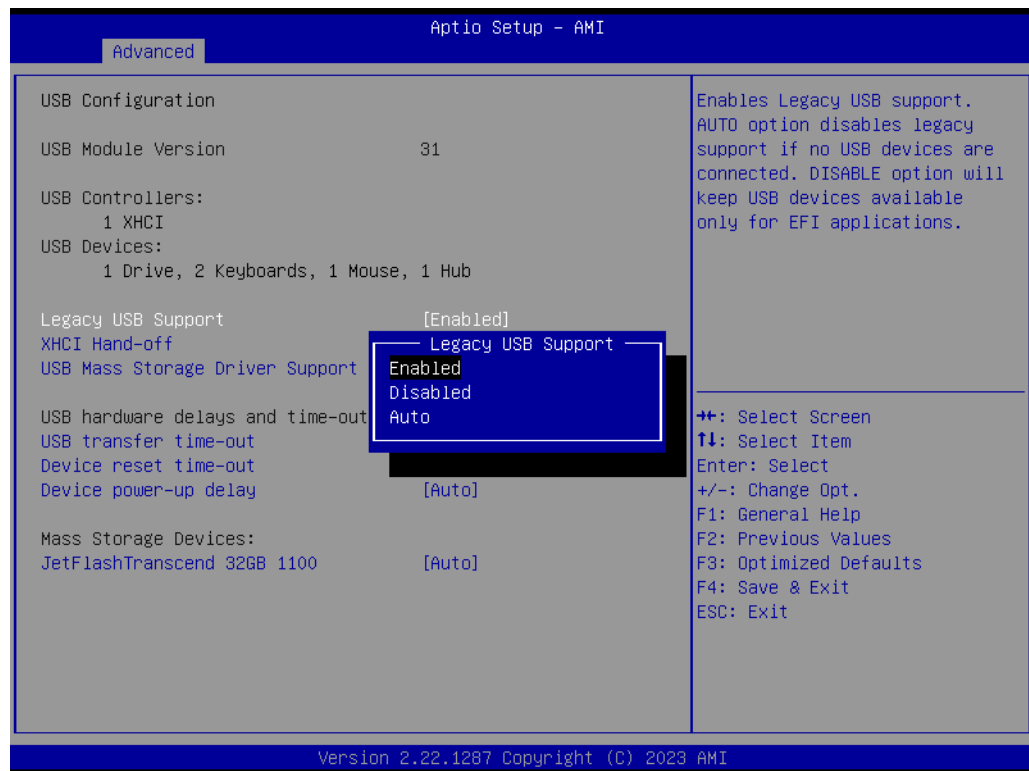 Aptio Setup – AMI
Advanced
USB Configuration
USB Module Version 31
USB Controllers:
1 XHCI
USB Devices:
1 Drive, 2 Keyboards, 1 Mouse, 1 Hub
Legacy USB Support [Enabled]
XHCI Hand-off
USB Mass Storage Driver Support
USB hardware delays and time-out
USB transfer time-out
Device reset time-out
Device power-up delay [Auto]
Mass Storage Devices:
JetFlashTranscend 32GB 1100 [Auto]
Legacy USB Support
Enabled
Disabled
Auto
Enables Legacy USB support.
AUTO option disables legacy
support if no USB devices are
connected. DISABLE option will
keep USB devices available
only for EFI applications.
→←: Select Screen
↑↓: Select Item
Enter: Select
+/-: Change Opt.
F1: General Help
F2: Previous Values
F3: Optimized Defaults
F4: Save & Exit
ESC: Exit
Version 2.22.1287 Copyright (C) 2023 AMI